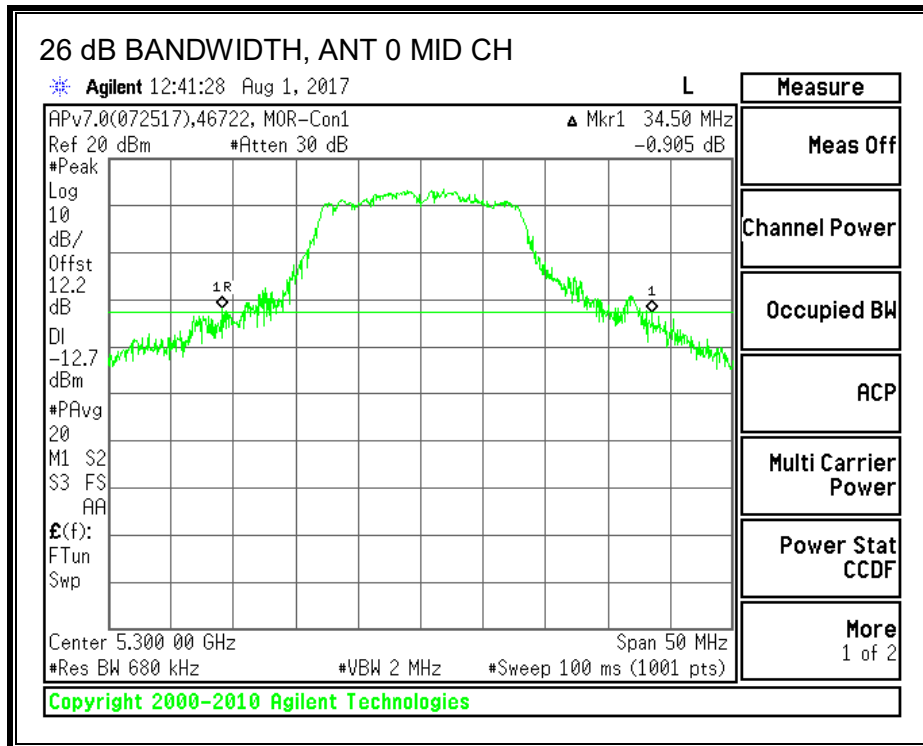 26 dB BANDWIDTH, ANT 0 MID CH
Agilent 12:41:28 Aug 1, 2017 L
APv7.0(072517),46722, MOR-Con1 Δ Mkr1 34.50 MHz
Ref 20 dBm #Atten 30 dB -0.905 dB
#Peak
Log
10
dB/
Offst
12.2
dB
DI
-12.7
dBm
#PAvg
20
M1 S2
S3 FS
AA
£(f):
FTun
Swp
1R
1
Center 5.300 00 GHz Span 50 MHz
#Res BW 680 kHz #VBW 2 MHz #Sweep 100 ms (1001 pts)
Copyright 2000-2010 Agilent Technologies
Measure
Meas Off
Channel Power
Occupied BW
ACP
Multi Carrier
Power
Power Stat
CCDF
More
1 of 2